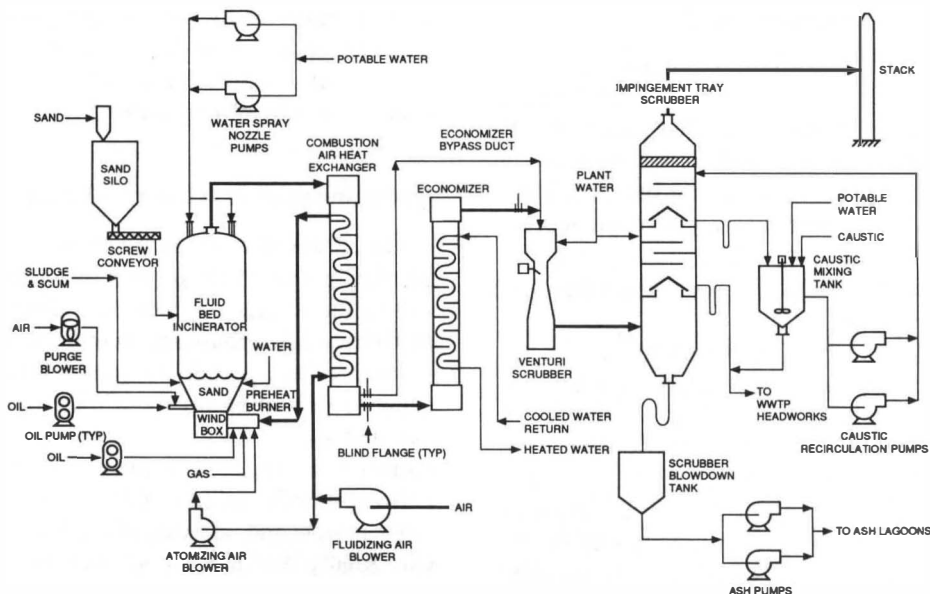 POTABLE WATER
WATER SPRAY
NOZZLE PUMPS
SAND
SAND
SILO
SCREW
CONVEYOR
SLUDGE
& SCUM
AIR
PURGE
BLOWER
OIL
OIL PUMP (TYP)
OIL
FLUID
BED
INCINERATOR
WATER
SAND
PREHEAT
BURNER
WIND
BOX
GAS
ATOMIZING AIR
BLOWER
COMBUSTION
AIR HEAT
EXCHANGER
ECONOMIZER
BYPASS DUCT
ECONOMIZER
BLIND FLANGE (TYP)
FLUIDIZING AIR
BLOWER
AIR
COOLED WATER
RETURN
HEATED WATER
PLANT
WATER
VENTURI
SCRUBBER
IMPINGEMENT TRAY
SCRUBBER
STACK
POTABLE
WATER
CAUSTIC
CAUSTIC
MIXING
TANK
TO
WWTP
HEADWORKS
CAUSTIC
RECIRCULATION PUMPS
SCRUBBER
BLOWDOWN
TANK
TO ASH LAGOONS
ASH PUMPS